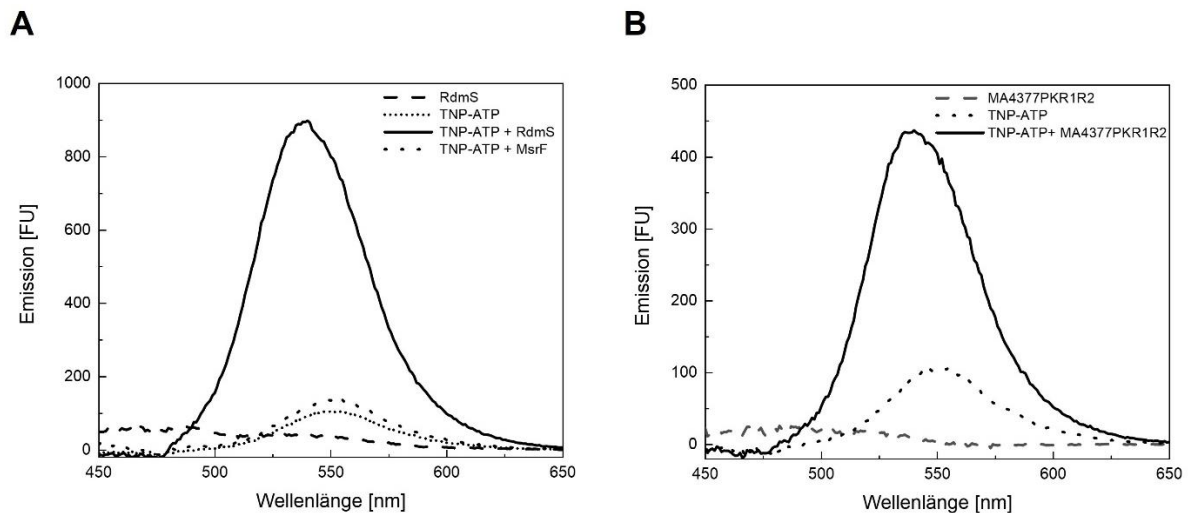 A
Emission [FU]
1000
800
600
400
200
0
450
500
550
600
650
Wellenlänge [nm]
RdmS
TNP-ATP
TNP-ATP + RdmS
TNP-ATP + MsrF
B
Emission [FU]
500
400
300
200
100
0
450
500
550
600
650
Wellenlänge [nm]
MA4377PKR1R2
TNP-ATP
TNP-ATP+ MA4377PKR1R2